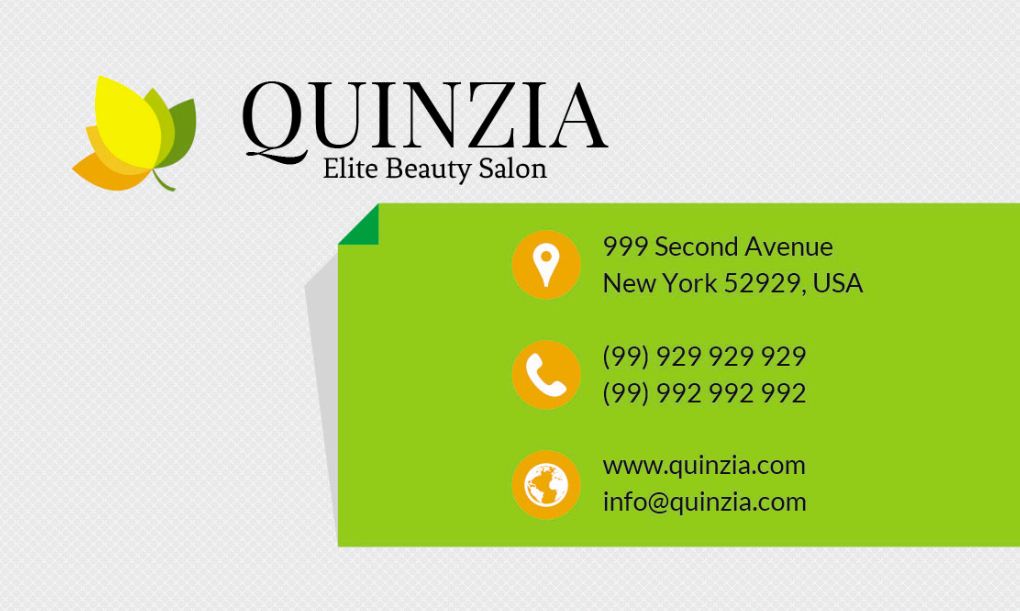 QUINZIA
Elite Beauty Salon
999 Second Avenue
New York 52929, USA
(99) 929 929 929
(99) 992 992 992
www.quinzia.com
info@quinzia.com